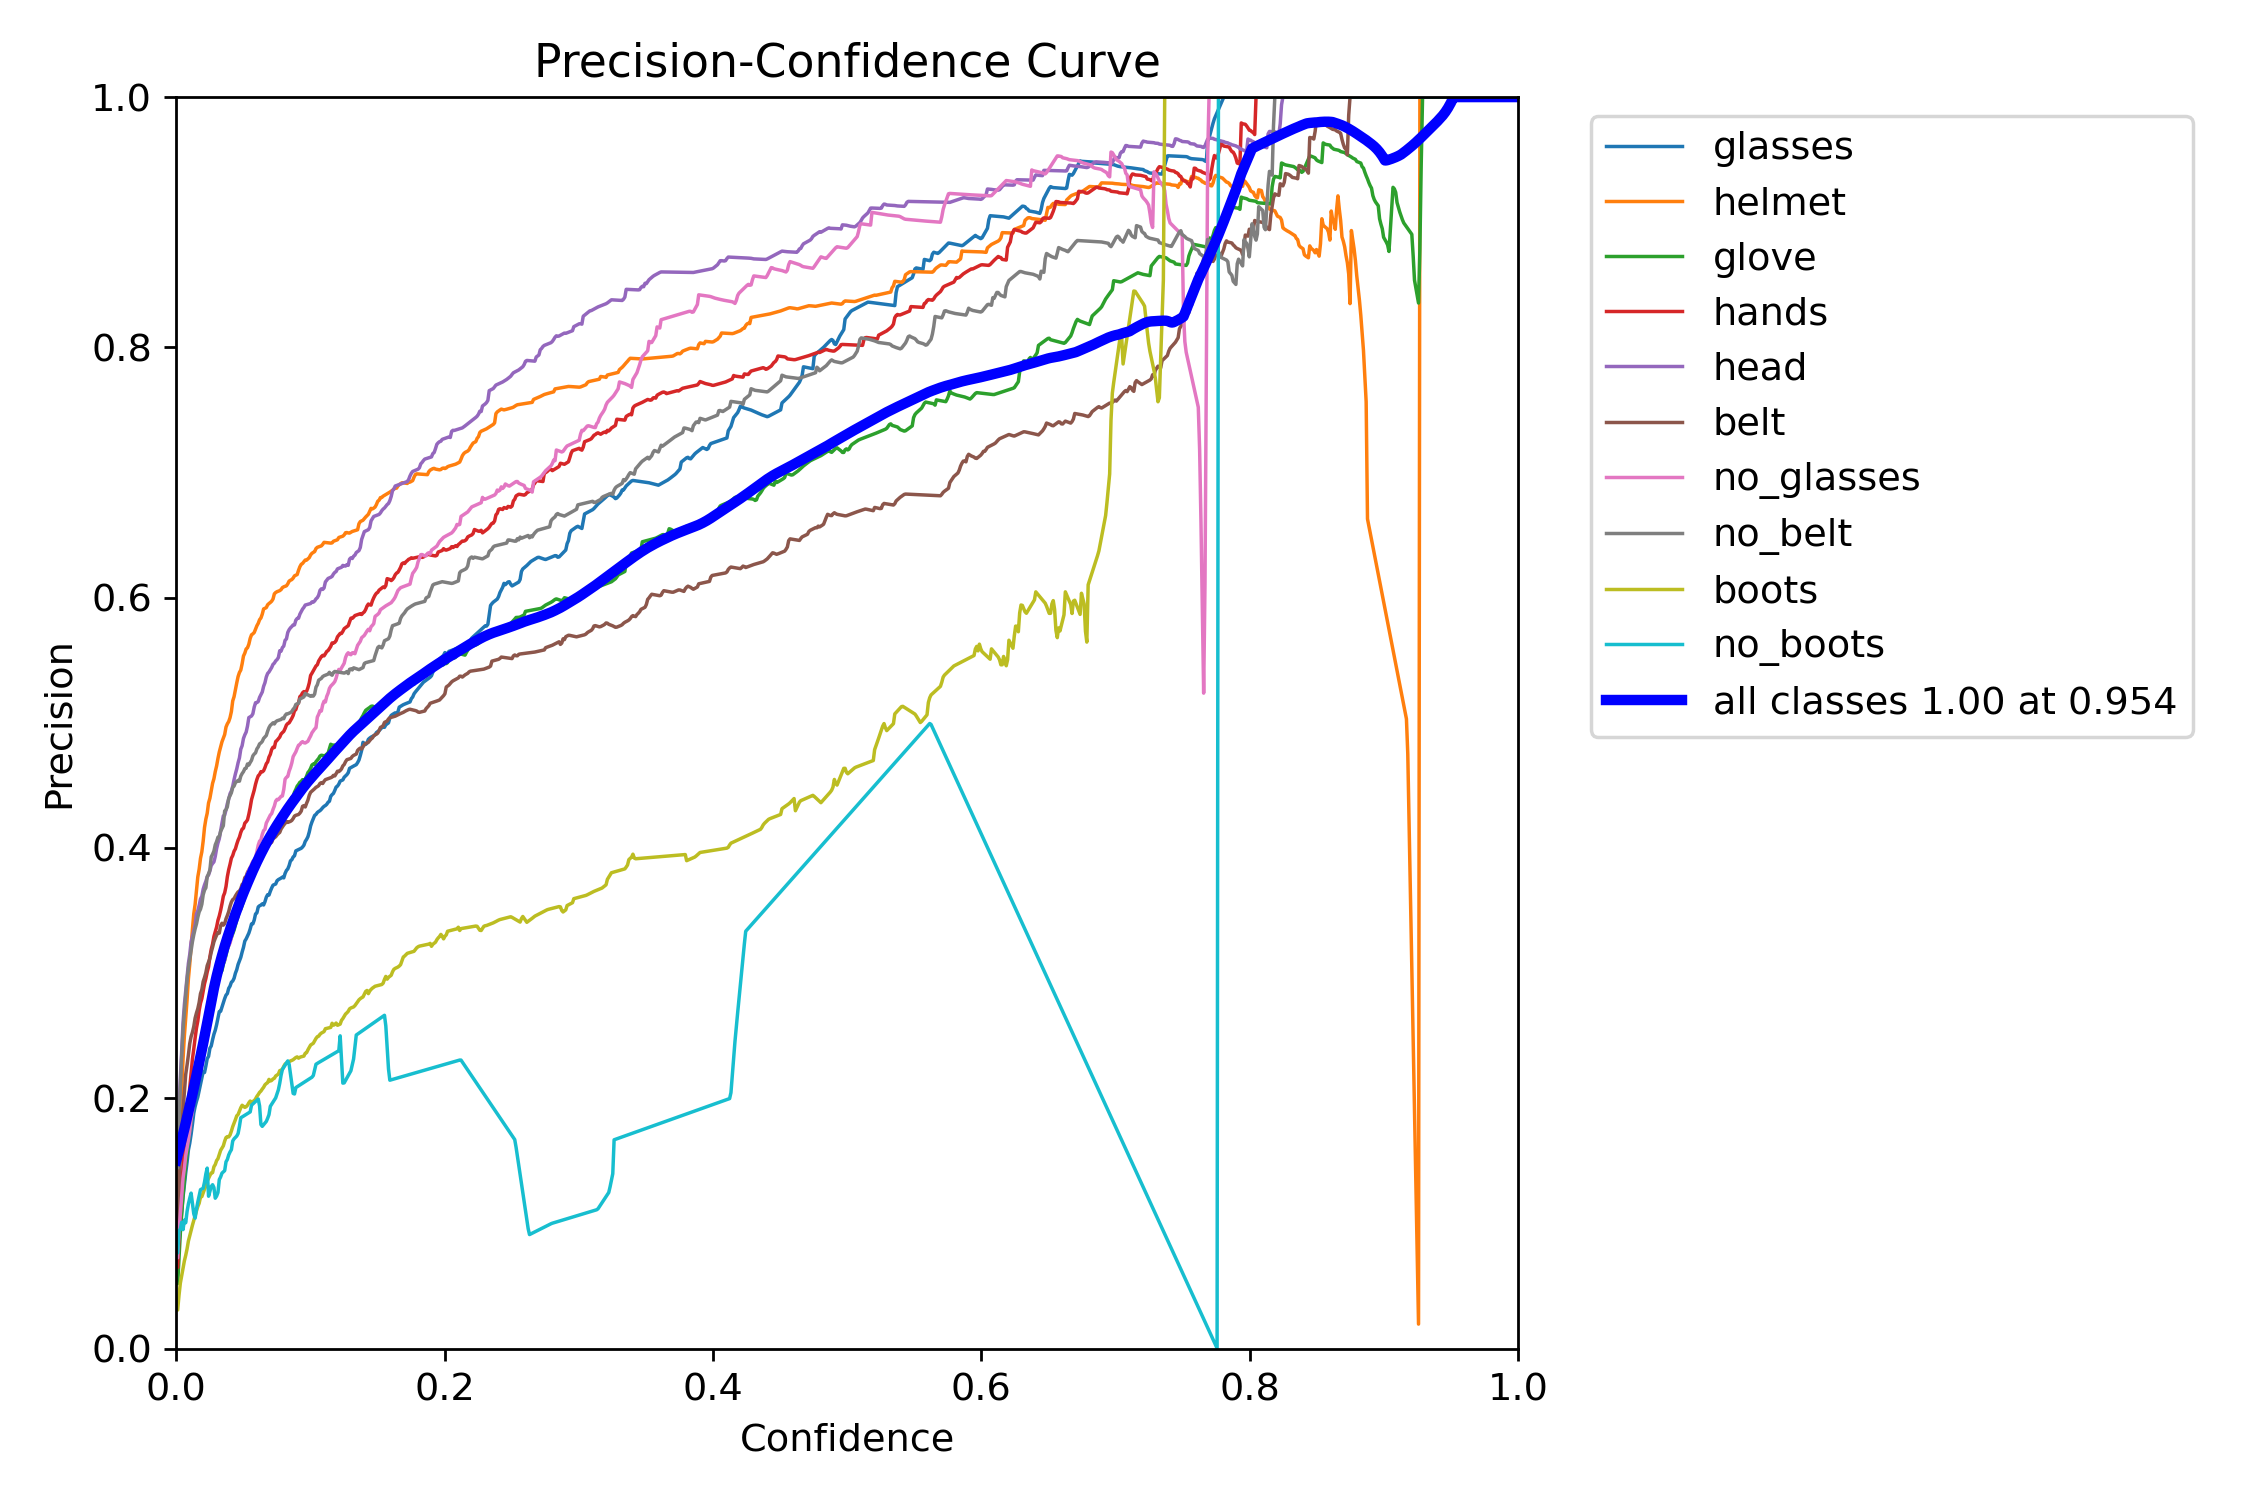 Precision-Confidence Curve
1.0
0.8
0.6
0.4
0.2
0.0
Precision
0.0
0.2
0.4
0.6
0.8
1.0
Confidence
glasses
helmet
glove
hands
head
belt
no_glasses
no_belt
boots
no_boots
all classes 1.00 at 0.954